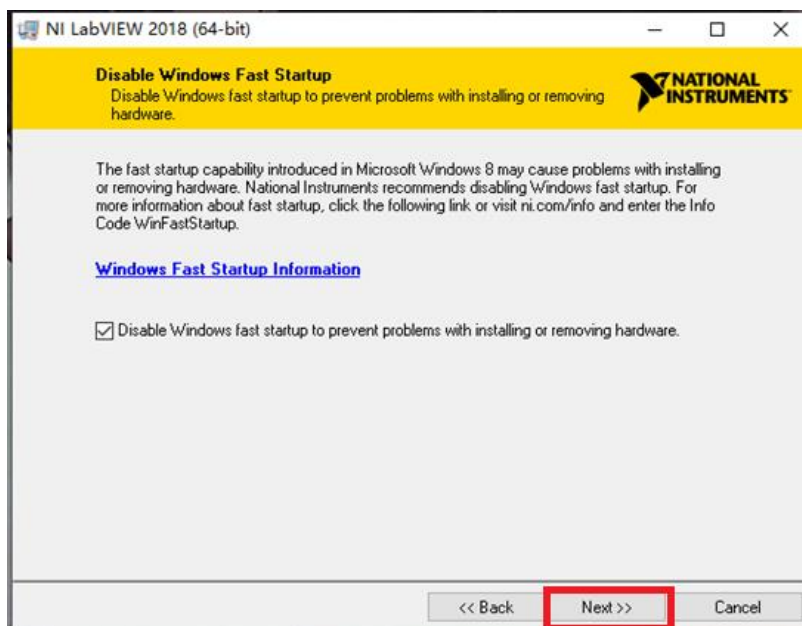 NI LabVIEW 2018 (64-bit)
Disable Windows Fast Startup
Disable Windows fast startup to prevent problems with installing or removing
hardware.
NATIONAL
INSTRUMENTS
The fast startup capability introduced in Microsoft Windows 8 may cause problems with installing
or removing hardware. National Instruments recommends disabling Windows fast startup. For
more information about fast startup, click the following link or visit ni.com/info and enter the Info
Code WinFastStartup.
Windows Fast Startup Information
Disable Windows fast startup to prevent problems with installing or removing hardware.
<< Back Next >> Cancel